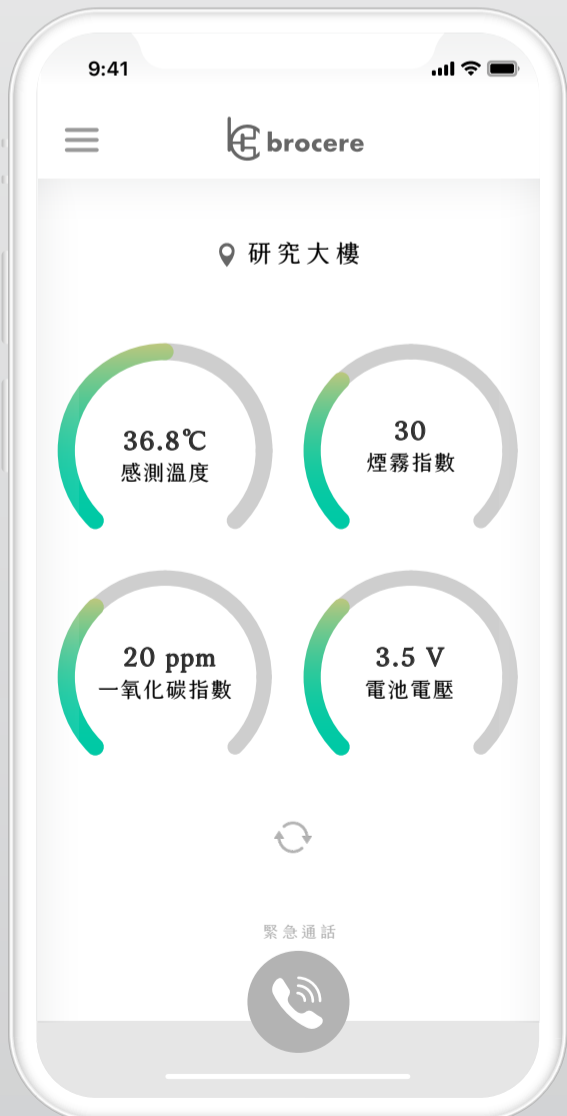 9:41
brocere
研究大樓
36.8℃
感測溫度
30
煙霧指數
20 ppm
一氧化碳指數
3.5 V
電池電壓
緊急通話